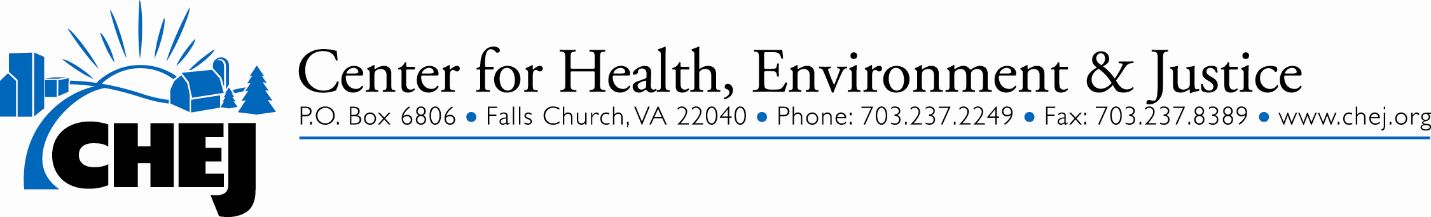 Center for Health, Environment & Justice
P.O. Box 6806 • Falls Church, VA 22040 • Phone: 703.237.2249 • Fax: 703.237.8389 • www.chej.org
CHEJ